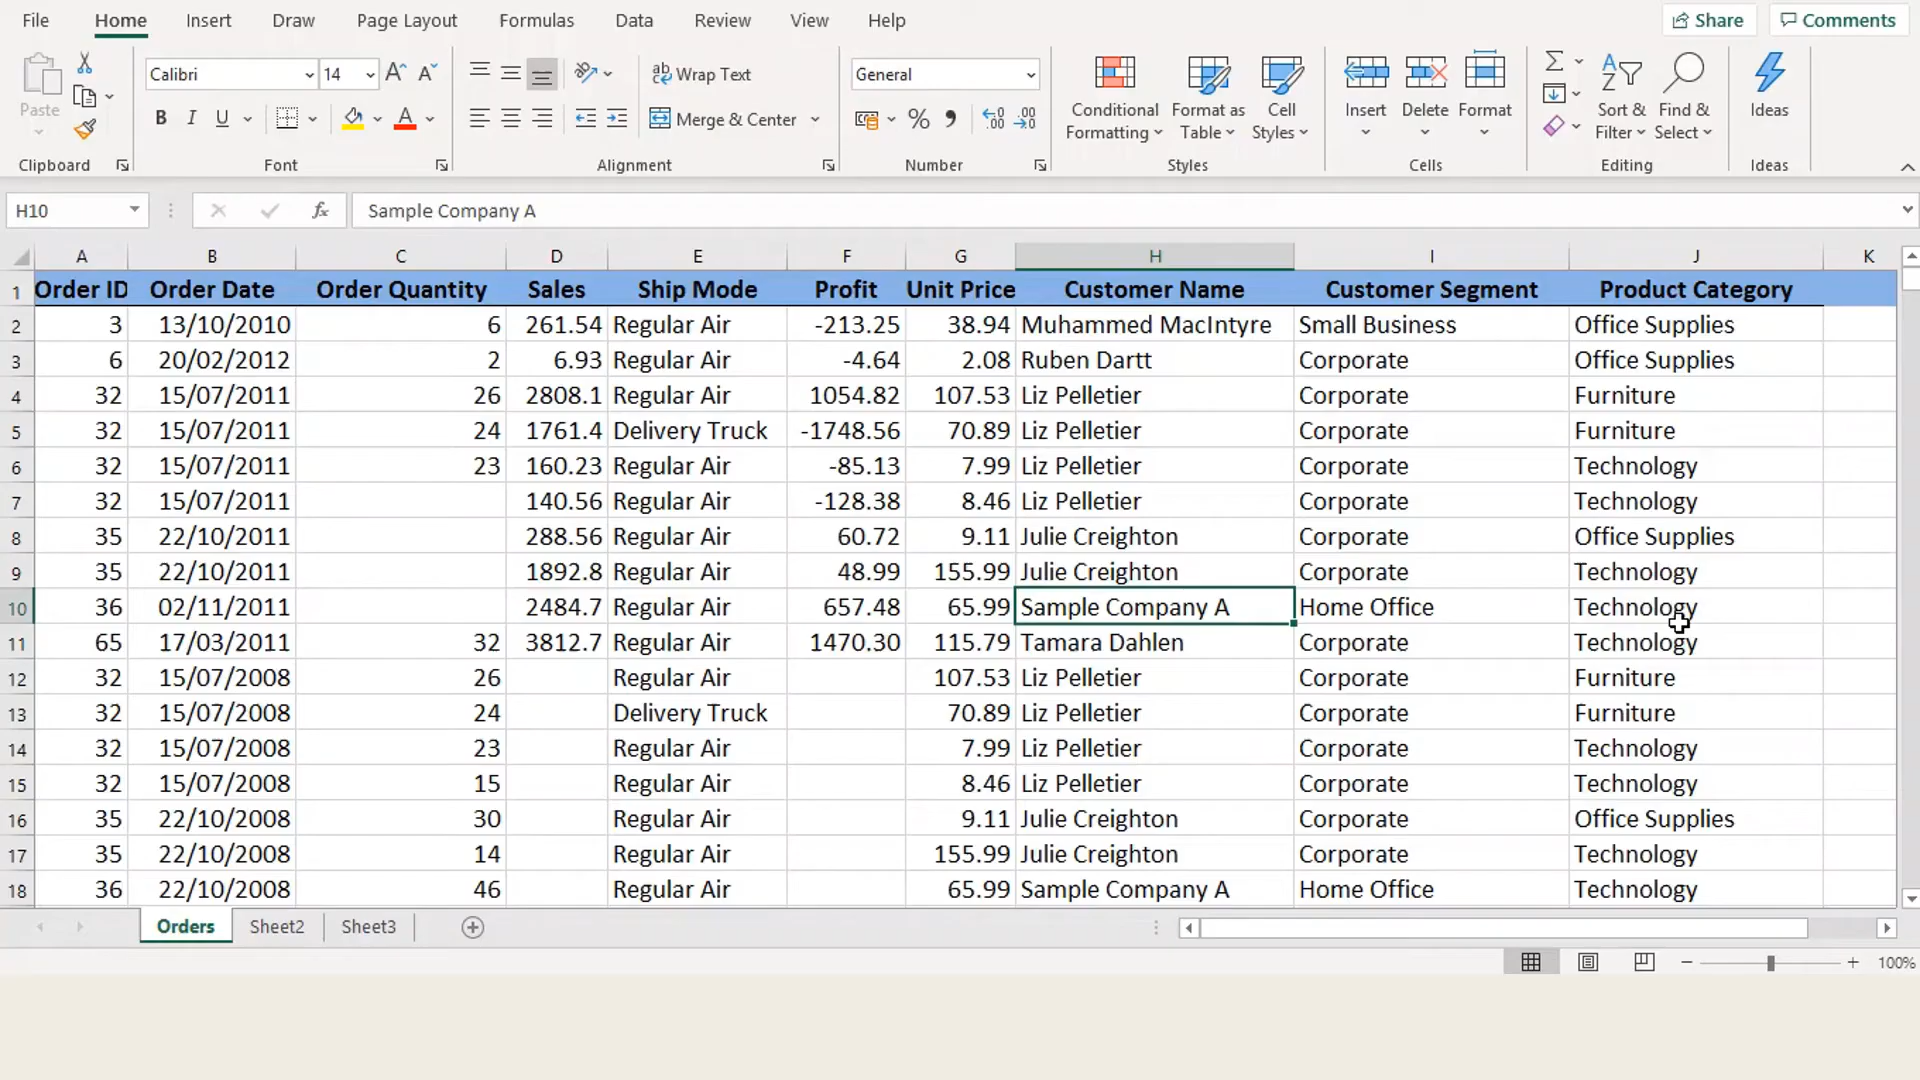 File Home Insert Draw Page Layout Formulas Data Review View Help Share Comments
Calibri 14 A A ab Wrap Text General Σ A Z
Paste B I U A Merge & Center % Conditional Formatting Format as Table Cell Styles Insert Delete Format Sort & Filter Find & Select Ideas
Clipboard Font Alignment Number Styles Cells Editing Ideas
H10 fx Sample Company A
A B C D E F G H I J K
1 Order ID Order Date Order Quantity Sales Ship Mode Profit Unit Price Customer Name Customer Segment Product Category
2 3 13/10/2010 6 261.54 Regular Air -213.25 38.94 Muhammed MacIntyre Small Business Office Supplies
3 6 20/02/2012 2 6.93 Regular Air -4.64 2.08 Ruben Dartt Corporate Office Supplies
4 32 15/07/2011 26 2808.1 Regular Air 1054.82 107.53 Liz Pelletier Corporate Furniture
5 32 15/07/2011 24 1761.4 Delivery Truck -1748.56 70.89 Liz Pelletier Corporate Furniture
6 32 15/07/2011 23 160.23 Regular Air -85.13 7.99 Liz Pelletier Corporate Technology
7 32 15/07/2011 140.56 Regular Air -128.38 8.46 Liz Pelletier Corporate Technology
8 35 22/10/2011 288.56 Regular Air 60.72 9.11 Julie Creighton Corporate Office Supplies
9 35 22/10/2011 1892.8 Regular Air 48.99 155.99 Julie Creighton Corporate Technology
10 36 02/11/2011 2484.7 Regular Air 657.48 65.99 Sample Company A Home Office Technology
11 65 17/03/2011 32 3812.7 Regular Air 1470.30 115.79 Tamara Dahlen Corporate Technology
12 32 15/07/2008 26 Regular Air 107.53 Liz Pelletier Corporate Furniture
13 32 15/07/2008 24 Delivery Truck 70.89 Liz Pelletier Corporate Furniture
14 32 15/07/2008 23 Regular Air 7.99 Liz Pelletier Corporate Technology
15 32 15/07/2008 15 Regular Air 8.46 Liz Pelletier Corporate Technology
16 35 22/10/2008 30 Regular Air 9.11 Julie Creighton Corporate Office Supplies
17 35 22/10/2008 14 Regular Air 155.99 Julie Creighton Corporate Technology
18 36 22/10/2008 46 Regular Air 65.99 Sample Company A Home Office Technology
Orders Sheet2 Sheet3
100%